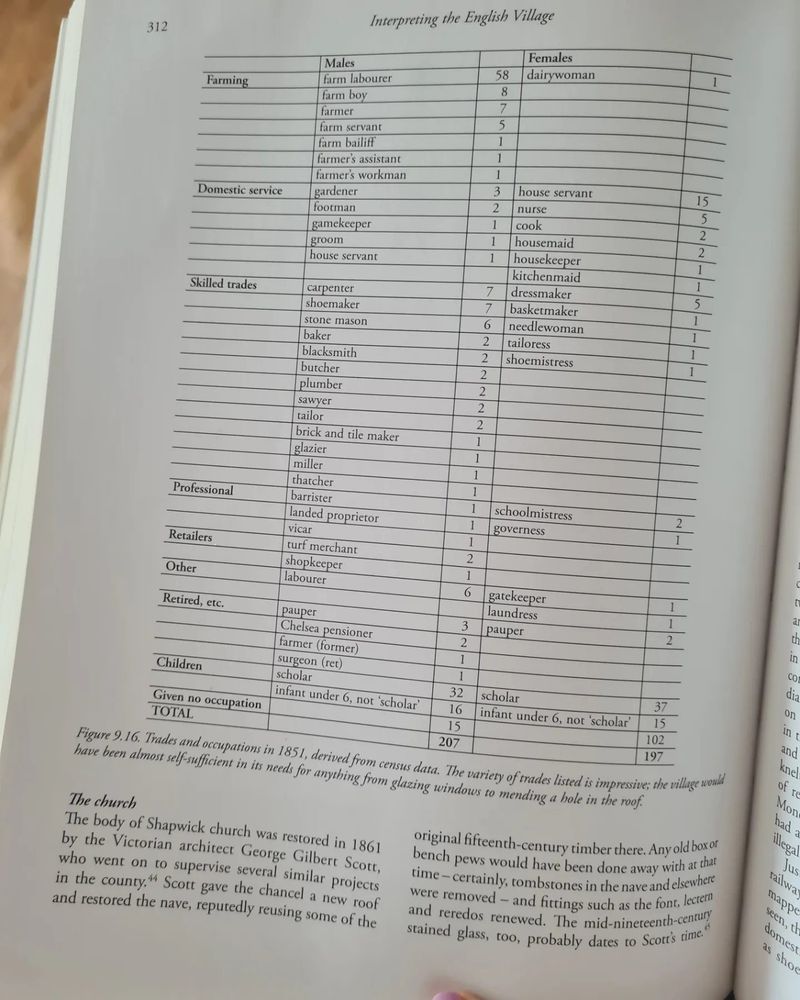 312
Interpreting the English Village
Males Females
Farming farm labourer 58 dairywoman 1
farm boy 8
farmer 7
farm servant 5
farm bailiff 1
farmer's assistant 1
farmer's workman 1
Domestic service gardener 3 house servant 15
footman 2 nurse 5
gamekeeper 1 cook 2
groom 1 housemaid 2
house servant 1 housekeeper 1
kitchenmaid 1
Skilled trades carpenter 7 dressmaker 5
shoemaker 7 basketmaker 1
stone mason 6 needlewoman 1
baker 2 tailoress 1
blacksmith 2 shoemistress 1
butcher 2
plumber 2
sawyer 2
tailor 2
brick and tile maker 1
glazier 1
miller 1
thatcher 1
Professional barrister 1 schoolmistress 2
landed proprietor 1 governess 1
vicar 1
Retailers turf merchant 2
shopkeeper 1
Other labourer 6 gatekeeper 1
laundress 1
Retired, etc. pauper 3 pauper 2
Chelsea pensioner 2
farmer (former) 1
surgeon (ret) 1
Children scholar 32 scholar 37
infant under 6, not 'scholar' 16 infant under 6, not 'scholar' 15
Given no occupation 15 102
TOTAL 207 197
Figure 9.16. Trades and occupations in 1851, derived from census data. The variety of trades listed is impressive; the village would
have been almost self-sufficient in its needs for anything from glazing windows to mending a hole in the roof.
The church
The body of Shapwick church was restored in 1861
by the Victorian architect George Gilbert Scott,
who went on to supervise several similar projects
in the county.44 Scott gave the chancel a new roof
and restored the nave, reputedly reusing some of the
original fifteenth-century timber there. Any old box or
bench pews would have been done away with at that
time – certainly, tombstones in the nave and elsewhere
were removed – and fittings such as the font, lectern
and reredos renewed. The mid-nineteenth-century
stained glass, too, probably dates to Scott's time.45